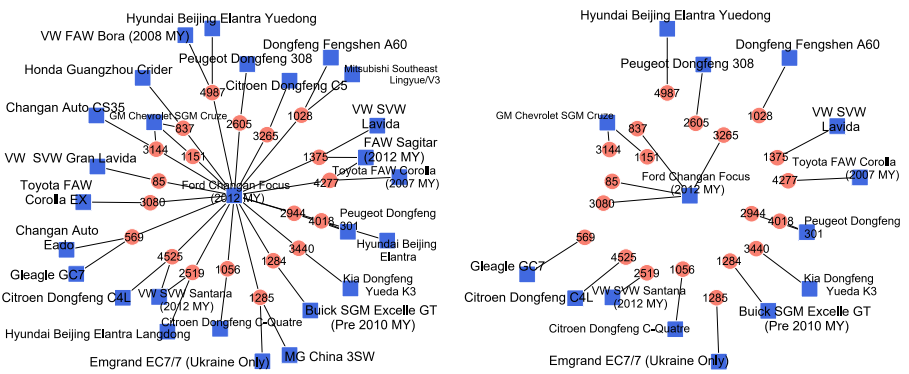 Hyundai Beijing Elantra Yuedong
VW FAW Bora (2008 MY)
Peugeot Dongfeng 308
Dongfeng Fengshen A60
Honda Guangzhou Crider
Citroen Dongfeng C5
Mitsubishi Southeast
Lingyue/V3
4987
Changan Auto CS35
GM Chevrolet SGM Cruze
837
2605
3265
1028
VW SVW
Lavida
3144
1151
1375
FAW Sagitar
(2012 MY)
VW SVW Gran Lavida
85
4277
Toyota FAW Corolla
(2007 MY)
Toyota FAW
Corolla EX
3080
Ford Changan Focus
(2012 MY)
2944
4018
Peugeot Dongfeng
301
Changan Auto
Eado
569
3440
Hyundai Beijing
Elantra
Gleagle GC7
4525
2519
1056
1284
Kia Dongfeng
Yueda K3
Citroen Dongfeng C4L
VW SVW Santana
(2012 MY)
1285
Buick SGM Excelle GT
(Pre 2010 MY)
Citroen Dongfeng C-Quatre
Hyundai Beijing Elantra Langdong
MG China 3SW
Emgrand EC7/7 (Ukraine Only)
Hyundai Beijing Elantra Yuedong
Dongfeng Fengshen A60
Peugeot Dongfeng 308
4987
GM Chevrolet SGM Cruze
837
2605
3265
1028
VW SVW
Lavida
3144
1151
1375
Toyota FAW Corolla
(2007 MY)
85
4277
Ford Changan Focus
(2012 MY)
3080
2944
4018
Peugeot Dongfeng
301
569
3440
Gleagle GC7
4525
2519
1056
1284
Kia Dongfeng
Yueda K3
Citroen Dongfeng C4L
VW SVW Santana
(2012 MY)
1285
Buick SGM Excelle GT
(Pre 2010 MY)
Citroen Dongfeng C-Quatre
Emgrand EC7/7 (Ukraine Only)